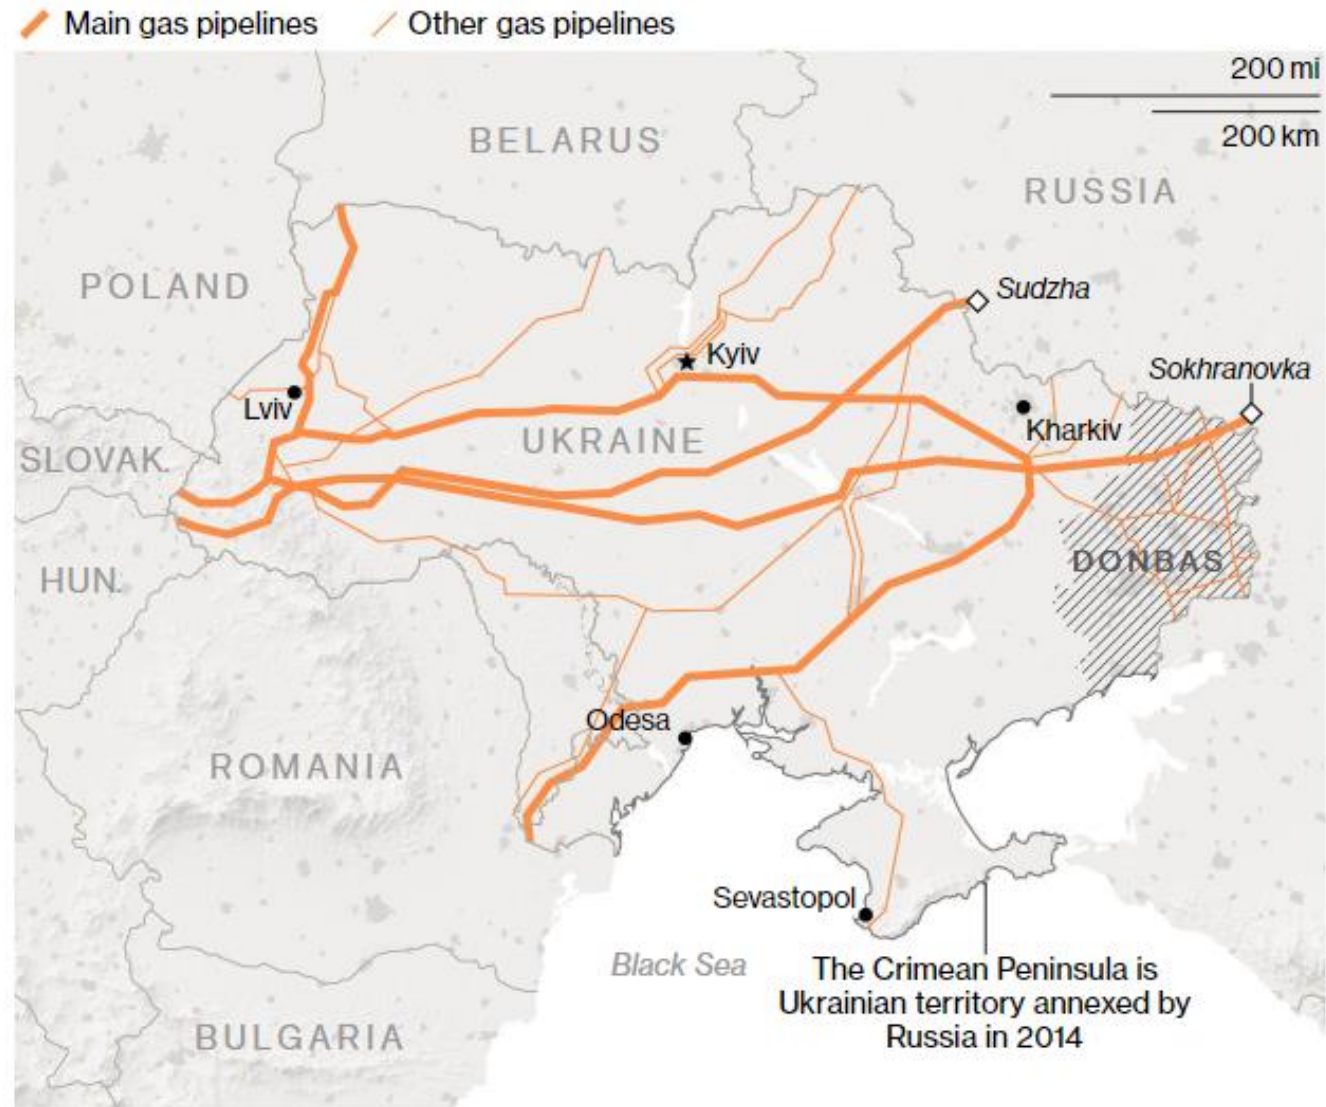 Main gas pipelines
Other gas pipelines
200 mi
200 km
BELARUS
RUSSIA
POLAND
Sudzha
Kyiv
Sokhranovka
Lviv
Kharkiv
UKRAINE
SLOVAK.
DONBAS
HUN.
Odesa
ROMANIA
Sevastopol
Black Sea
The Crimean Peninsula is
Ukrainian territory annexed by
Russia in 2014
BULGARIA